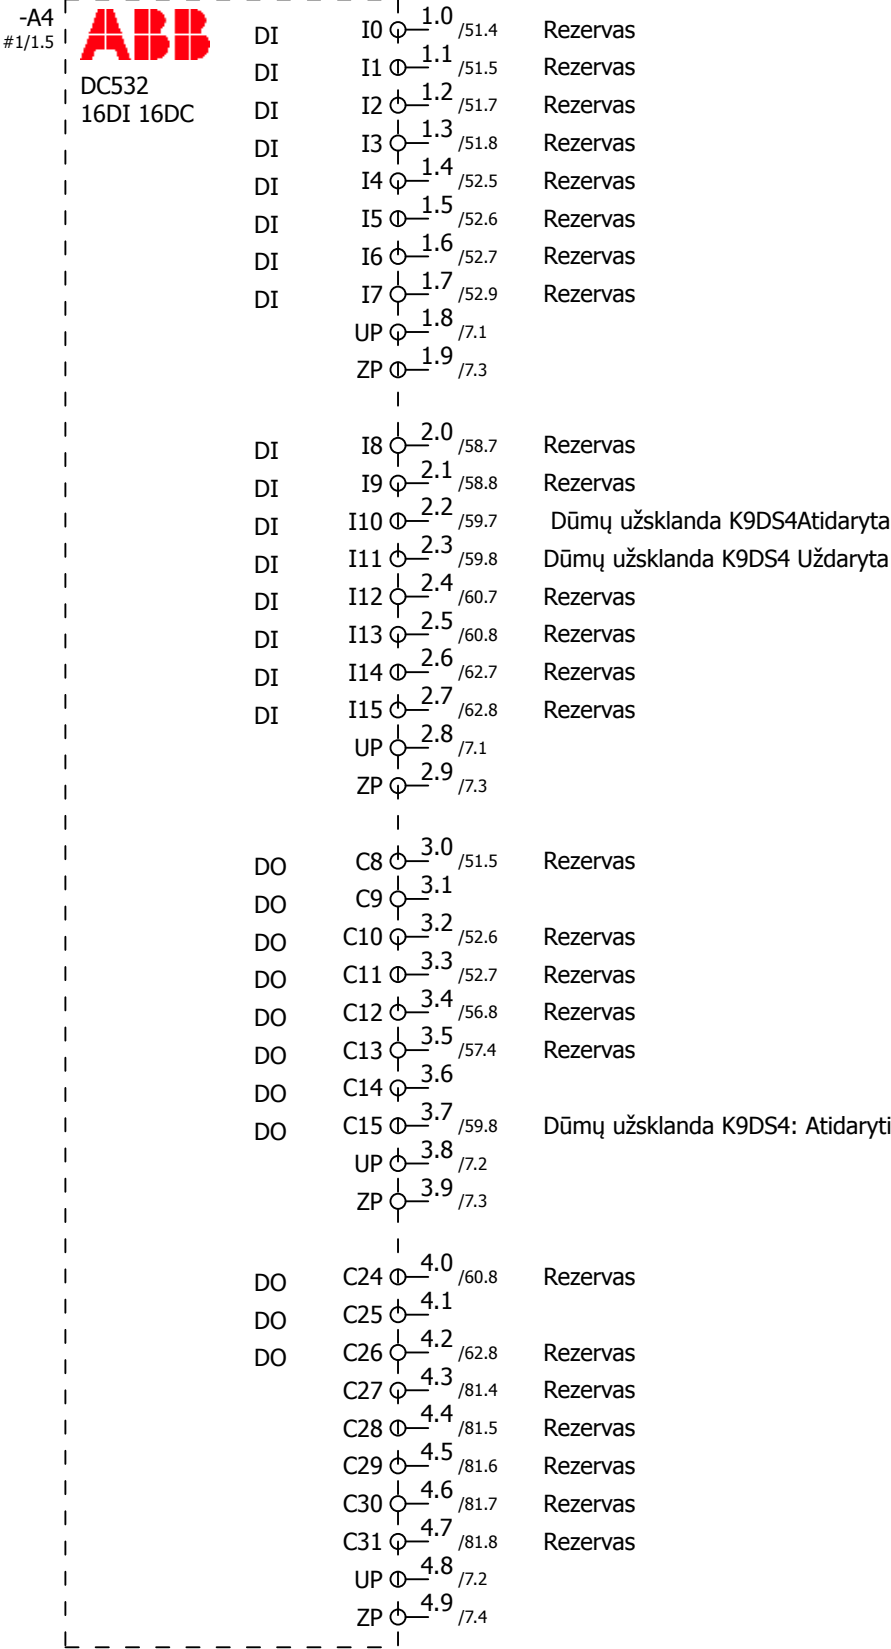 -A4
#1/1.5
ABB
DC532
16DI 16DC
DI I0 1.0 /51.4 Rezervas
DI I1 1.1 /51.5 Rezervas
DI I2 1.2 /51.7 Rezervas
DI I3 1.3 /51.8 Rezervas
DI I4 1.4 /52.5 Rezervas
DI I5 1.5 /52.6 Rezervas
DI I6 1.6 /52.7 Rezervas
DI I7 1.7 /52.9 Rezervas
UP 1.8 /7.1
ZP 1.9 /7.3
DI I8 2.0 /58.7 Rezervas
DI I9 2.1 /58.8 Rezervas
DI I10 2.2 /59.7 Dūmų užsklanda K9DS4Atidaryta
DI I11 2.3 /59.8 Dūmų užsklanda K9DS4 Uždaryta
DI I12 2.4 /60.7 Rezervas
DI I13 2.5 /60.8 Rezervas
DI I14 2.6 /62.7 Rezervas
DI I15 2.7 /62.8 Rezervas
UP 2.8 /7.1
ZP 2.9 /7.3
DO C8 3.0 /51.5 Rezervas
DO C9 3.1
DO C10 3.2 /52.6 Rezervas
DO C11 3.3 /52.7 Rezervas
DO C12 3.4 /56.8 Rezervas
DO C13 3.5 /57.4 Rezervas
DO C14 3.6
DO C15 3.7 /59.8 Dūmų užsklanda K9DS4: Atidaryti
UP 3.8 /7.2
ZP 3.9 /7.3
DO C24 4.0 /60.8 Rezervas
DO C25 4.1
DO C26 4.2 /62.8 Rezervas
C27 4.3 /81.4 Rezervas
C28 4.4 /81.5 Rezervas
C29 4.5 /81.6 Rezervas
C30 4.6 /81.7 Rezervas
C31 4.7 /81.8 Rezervas
UP 4.8 /7.2
ZP 4.9 /7.4